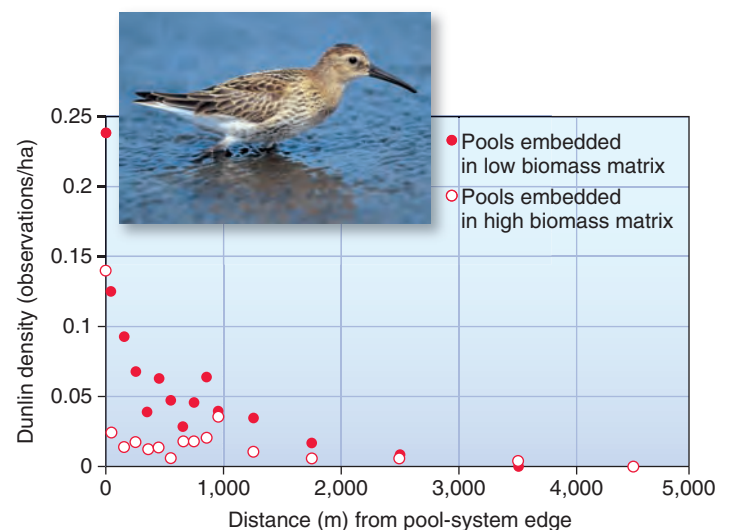 0.25
0.2
0.15
0.1
0.05
0
Dunlin density (observations/ha)
Pools embedded
in low biomass matrix
Pools embedded
in high biomass matrix
0
1,000
2,000
3,000
4,000
5,000
Distance (m) from pool-system edge